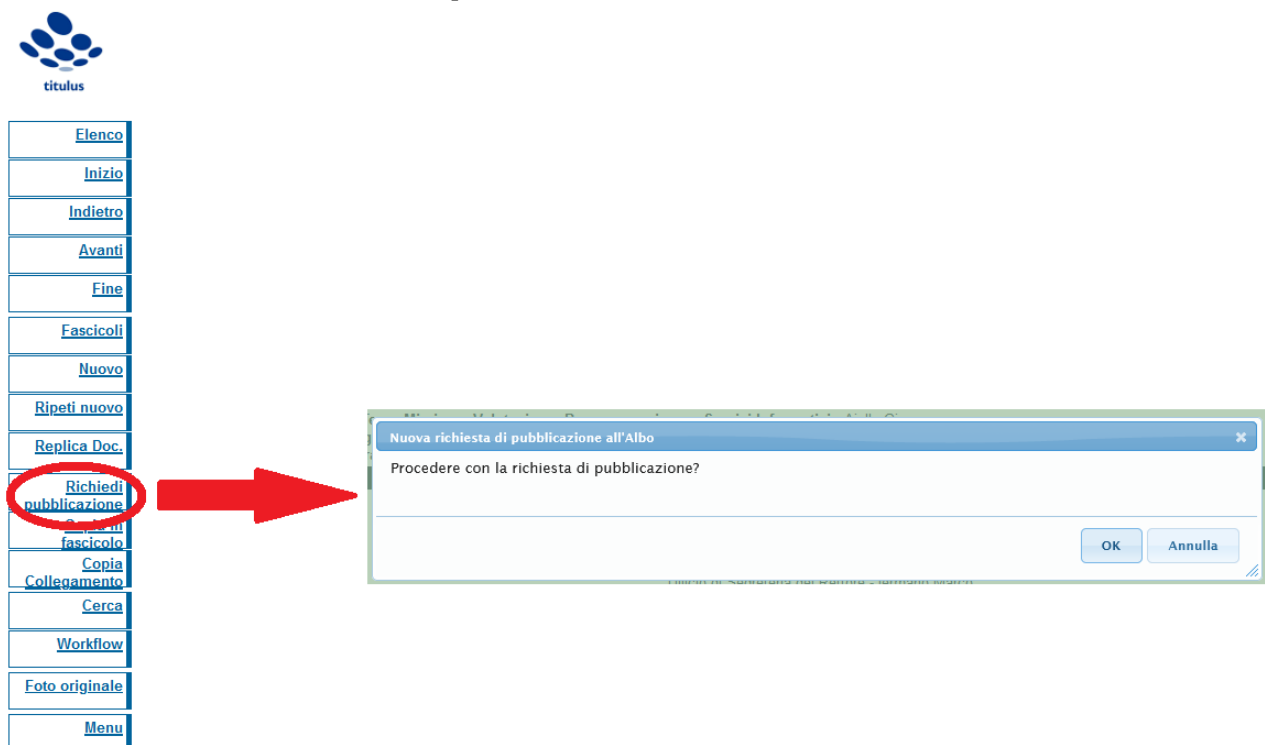 titulus
Elenco
Inizio
Indietro
Avanti
Fine
Fascicoli
Nuovo
Ripeti nuovo
Replica Doc.
Richiedi
pubblicazione
fascicolo
Copia
Collegamento
Cerca
Workflow
Foto originale
Menu
Nuova richiesta di pubblicazione all'Albo
Procedere con la richiesta di pubblicazione?
OK Annulla